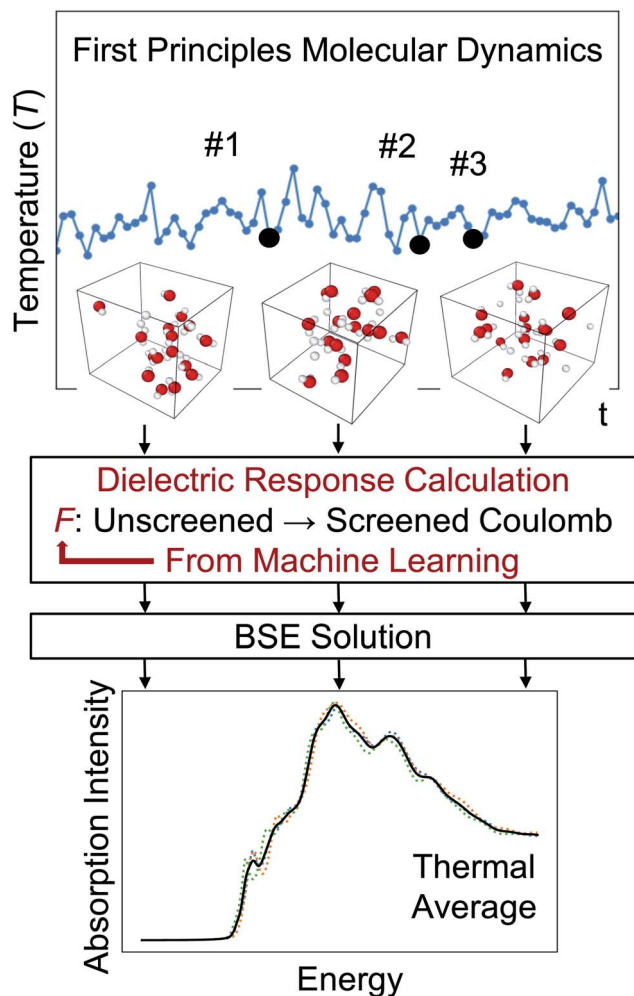 First Principles Molecular Dynamics
Temperature (T)
#1
#2
#3
t
Dielectric Response Calculation
F: Unscreened → Screened Coulomb
From Machine Learning
BSE Solution
Absorption Intensity
Thermal
Average
Energy